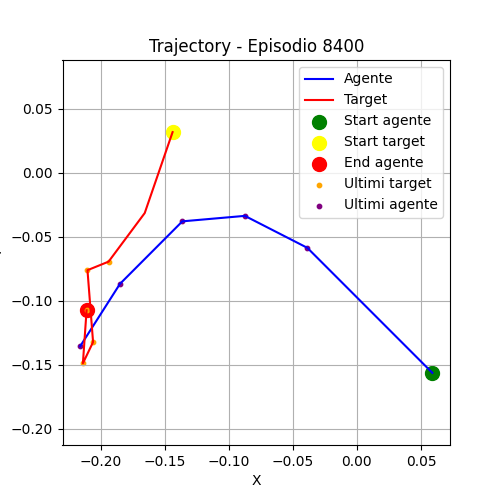 Trajectory - Episodio 8400
Agente
Target
Start agente
Start target
End agente
Ultimi target
Ultimi agente
0.05
0.00
−0.05
−0.10
−0.15
−0.20
−0.20 −0.15 −0.10 −0.05 0.00 0.05
X